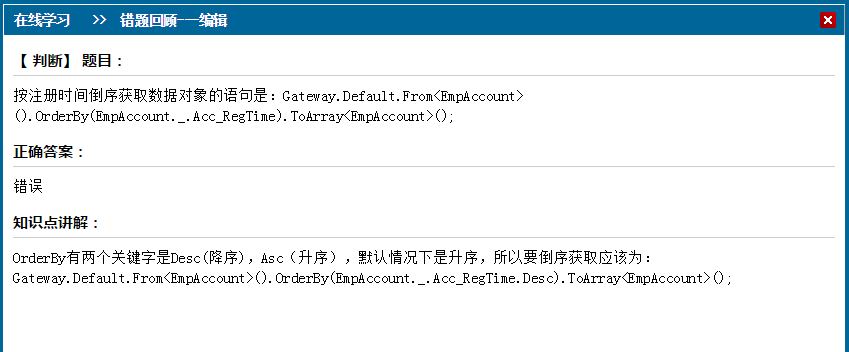 在线学习 >> 错题回顾---编辑
【 判断】 题目：
按注册时间倒序获取数据对象的语句是：Gateway.Default.From<EmpAccount>
().OrderBy(EmpAccount._.Acc_RegTime).ToArray<EmpAccount>();
正确答案：
错误
知识点讲解：
OrderBy有两个关键字是Desc(降序)，Asc（升序），默认情况下是升序，所以要倒序获取应该为：
Gateway.Default.From<EmpAccount>().OrderBy(EmpAccount._.Acc_RegTime.Desc).ToArray<EmpAccount>();